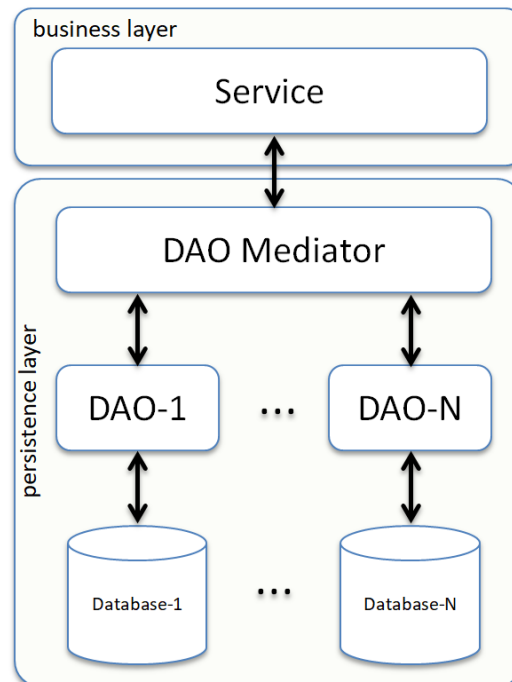 business layer
Service
persistence layer
DAO Mediator
DAO-1
...
DAO-N
Database-1
...
Database-N